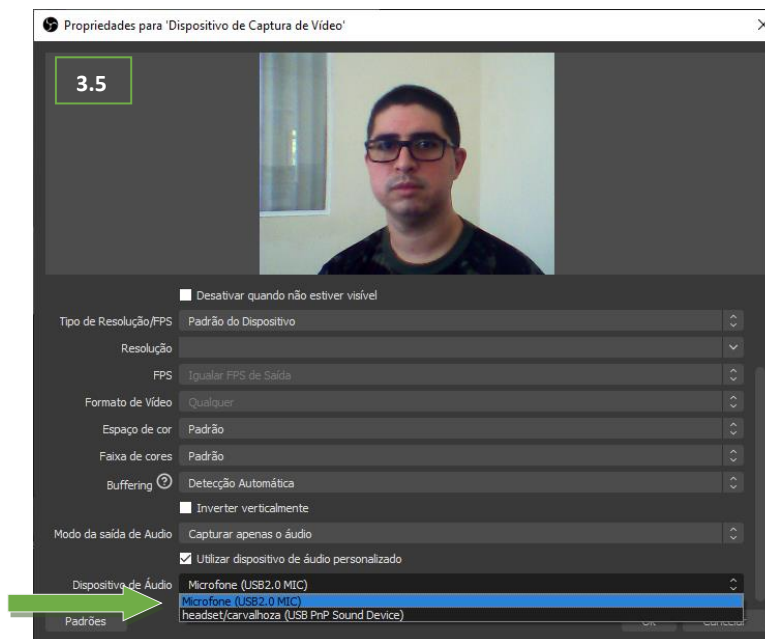 Propriedades para 'Dispositivo de Captura de Vídeo'
3.5
Desativar quando não estiver visível
Tipo de Resolução/FPS Padrão do Dispositivo
Resolução
FPS Igualar FPS de Saída
Formato de Vídeo Qualquer
Espaço de cor Padrão
Faixa de cores Padrão
Buffering ? Detecção Automática
Inverter verticalmente
Modo da saída de Audio Capturar apenas o áudio
Utilizar dispositivo de áudio personalizado
Dispositivo de Áudio Microfone (USB2.0 MIC)
Microfone (USB2.0 MIC)
headset/carvalhoza (USB PnP Sound Device)
Padrões